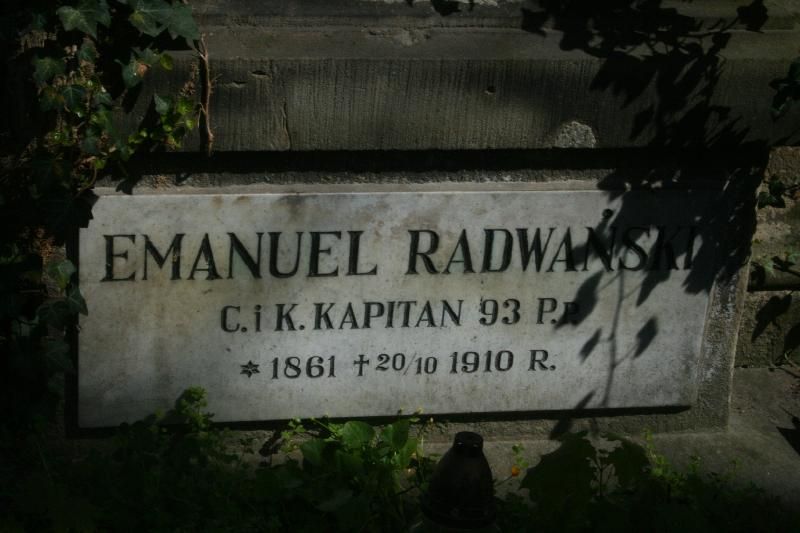 EMANUEL RADWAŃSKI
C. i K. KAPITAN 93 P.P.
* 1861 † 20/10 1910 R.